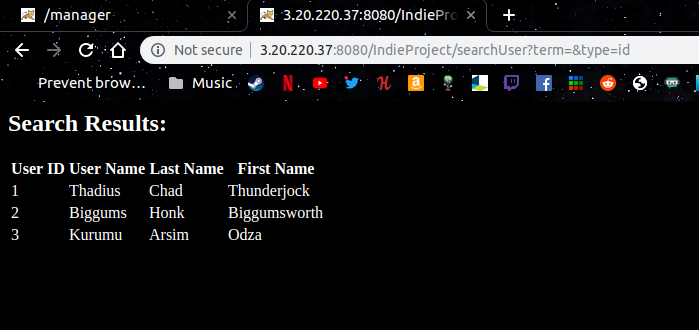 /manager
3.20.220.37:8080/IndiePro
Not secure | 3.20.220.37:8080/IndieProject/searchUser?term=&type=id
Prevent brow… Music
Search Results:
User ID User Name Last Name First Name
1 Thadius Chad Thunderjock
2 Biggums Honk Biggumsworth
3 Kurumu Arsim Odza